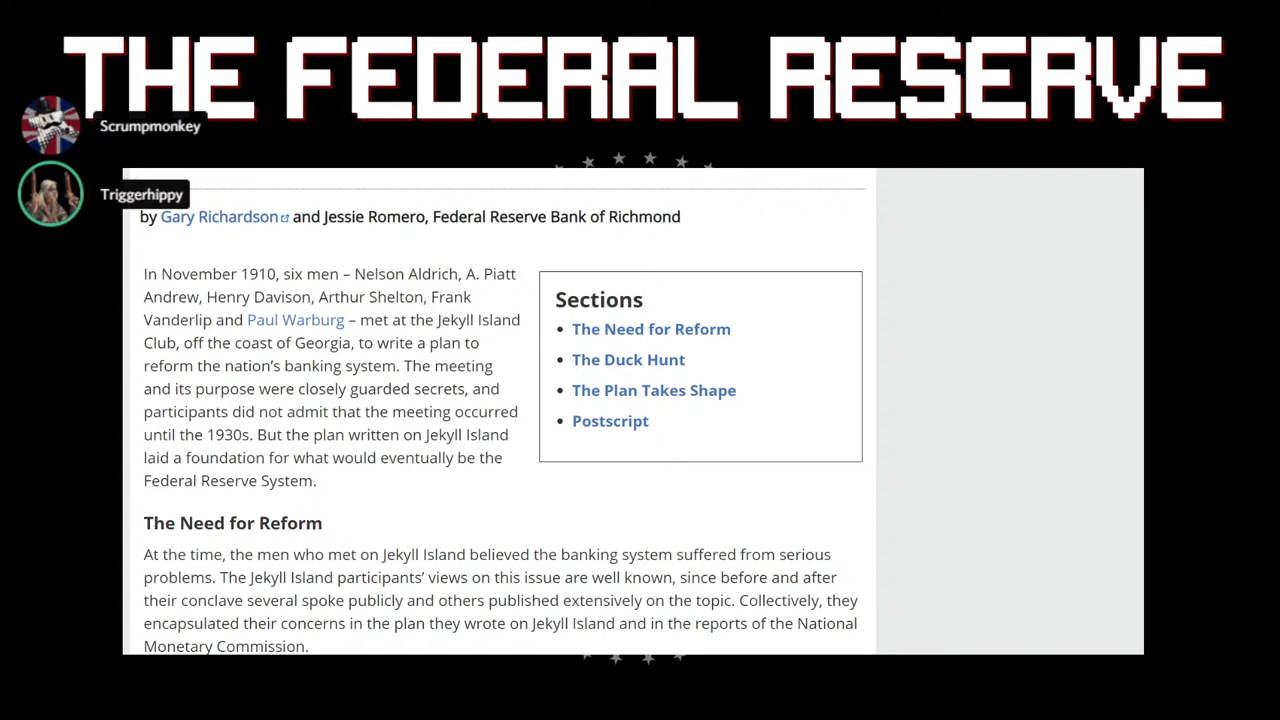 THE FEDERAL RESERVE
Scrumpmonkey
Triggerhippy
by Gary Richardson and Jessie Romero, Federal Reserve Bank of Richmond
In November 1910, six men – Nelson Aldrich, A. Piatt
Andrew, Henry Davison, Arthur Shelton, Frank
Vanderlip and Paul Warburg – met at the Jekyll Island
Club, off the coast of Georgia, to write a plan to
reform the nation's banking system. The meeting
and its purpose were closely guarded secrets, and
participants did not admit that the meeting occurred
until the 1930s. But the plan written on Jekyll Island
laid a foundation for what would eventually be the
Federal Reserve System.
Sections
• The Need for Reform
• The Duck Hunt
• The Plan Takes Shape
• Postscript
The Need for Reform
At the time, the men who met on Jekyll Island believed the banking system suffered from serious
problems. The Jekyll Island participants' views on this issue are well known, since before and after
their conclave several spoke publicly and others published extensively on the topic. Collectively, they
encapsulated their concerns in the plan they wrote on Jekyll Island and in the reports of the National
Monetary Commission.